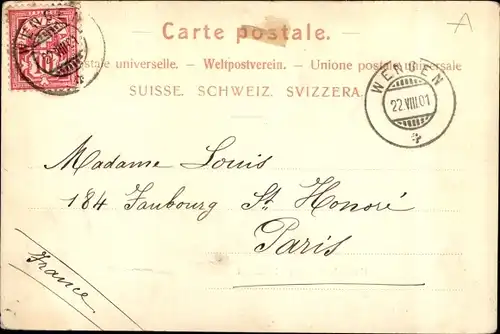 Carte postale.
postale universelle. — Weltpostverein. — Unione postale universale
SUISSE. SCHWEIZ. SVIZZERA.
WENGEN
22.VIII.01
Madame Louis
184 Faubourg St Honoré
Paris
France
A